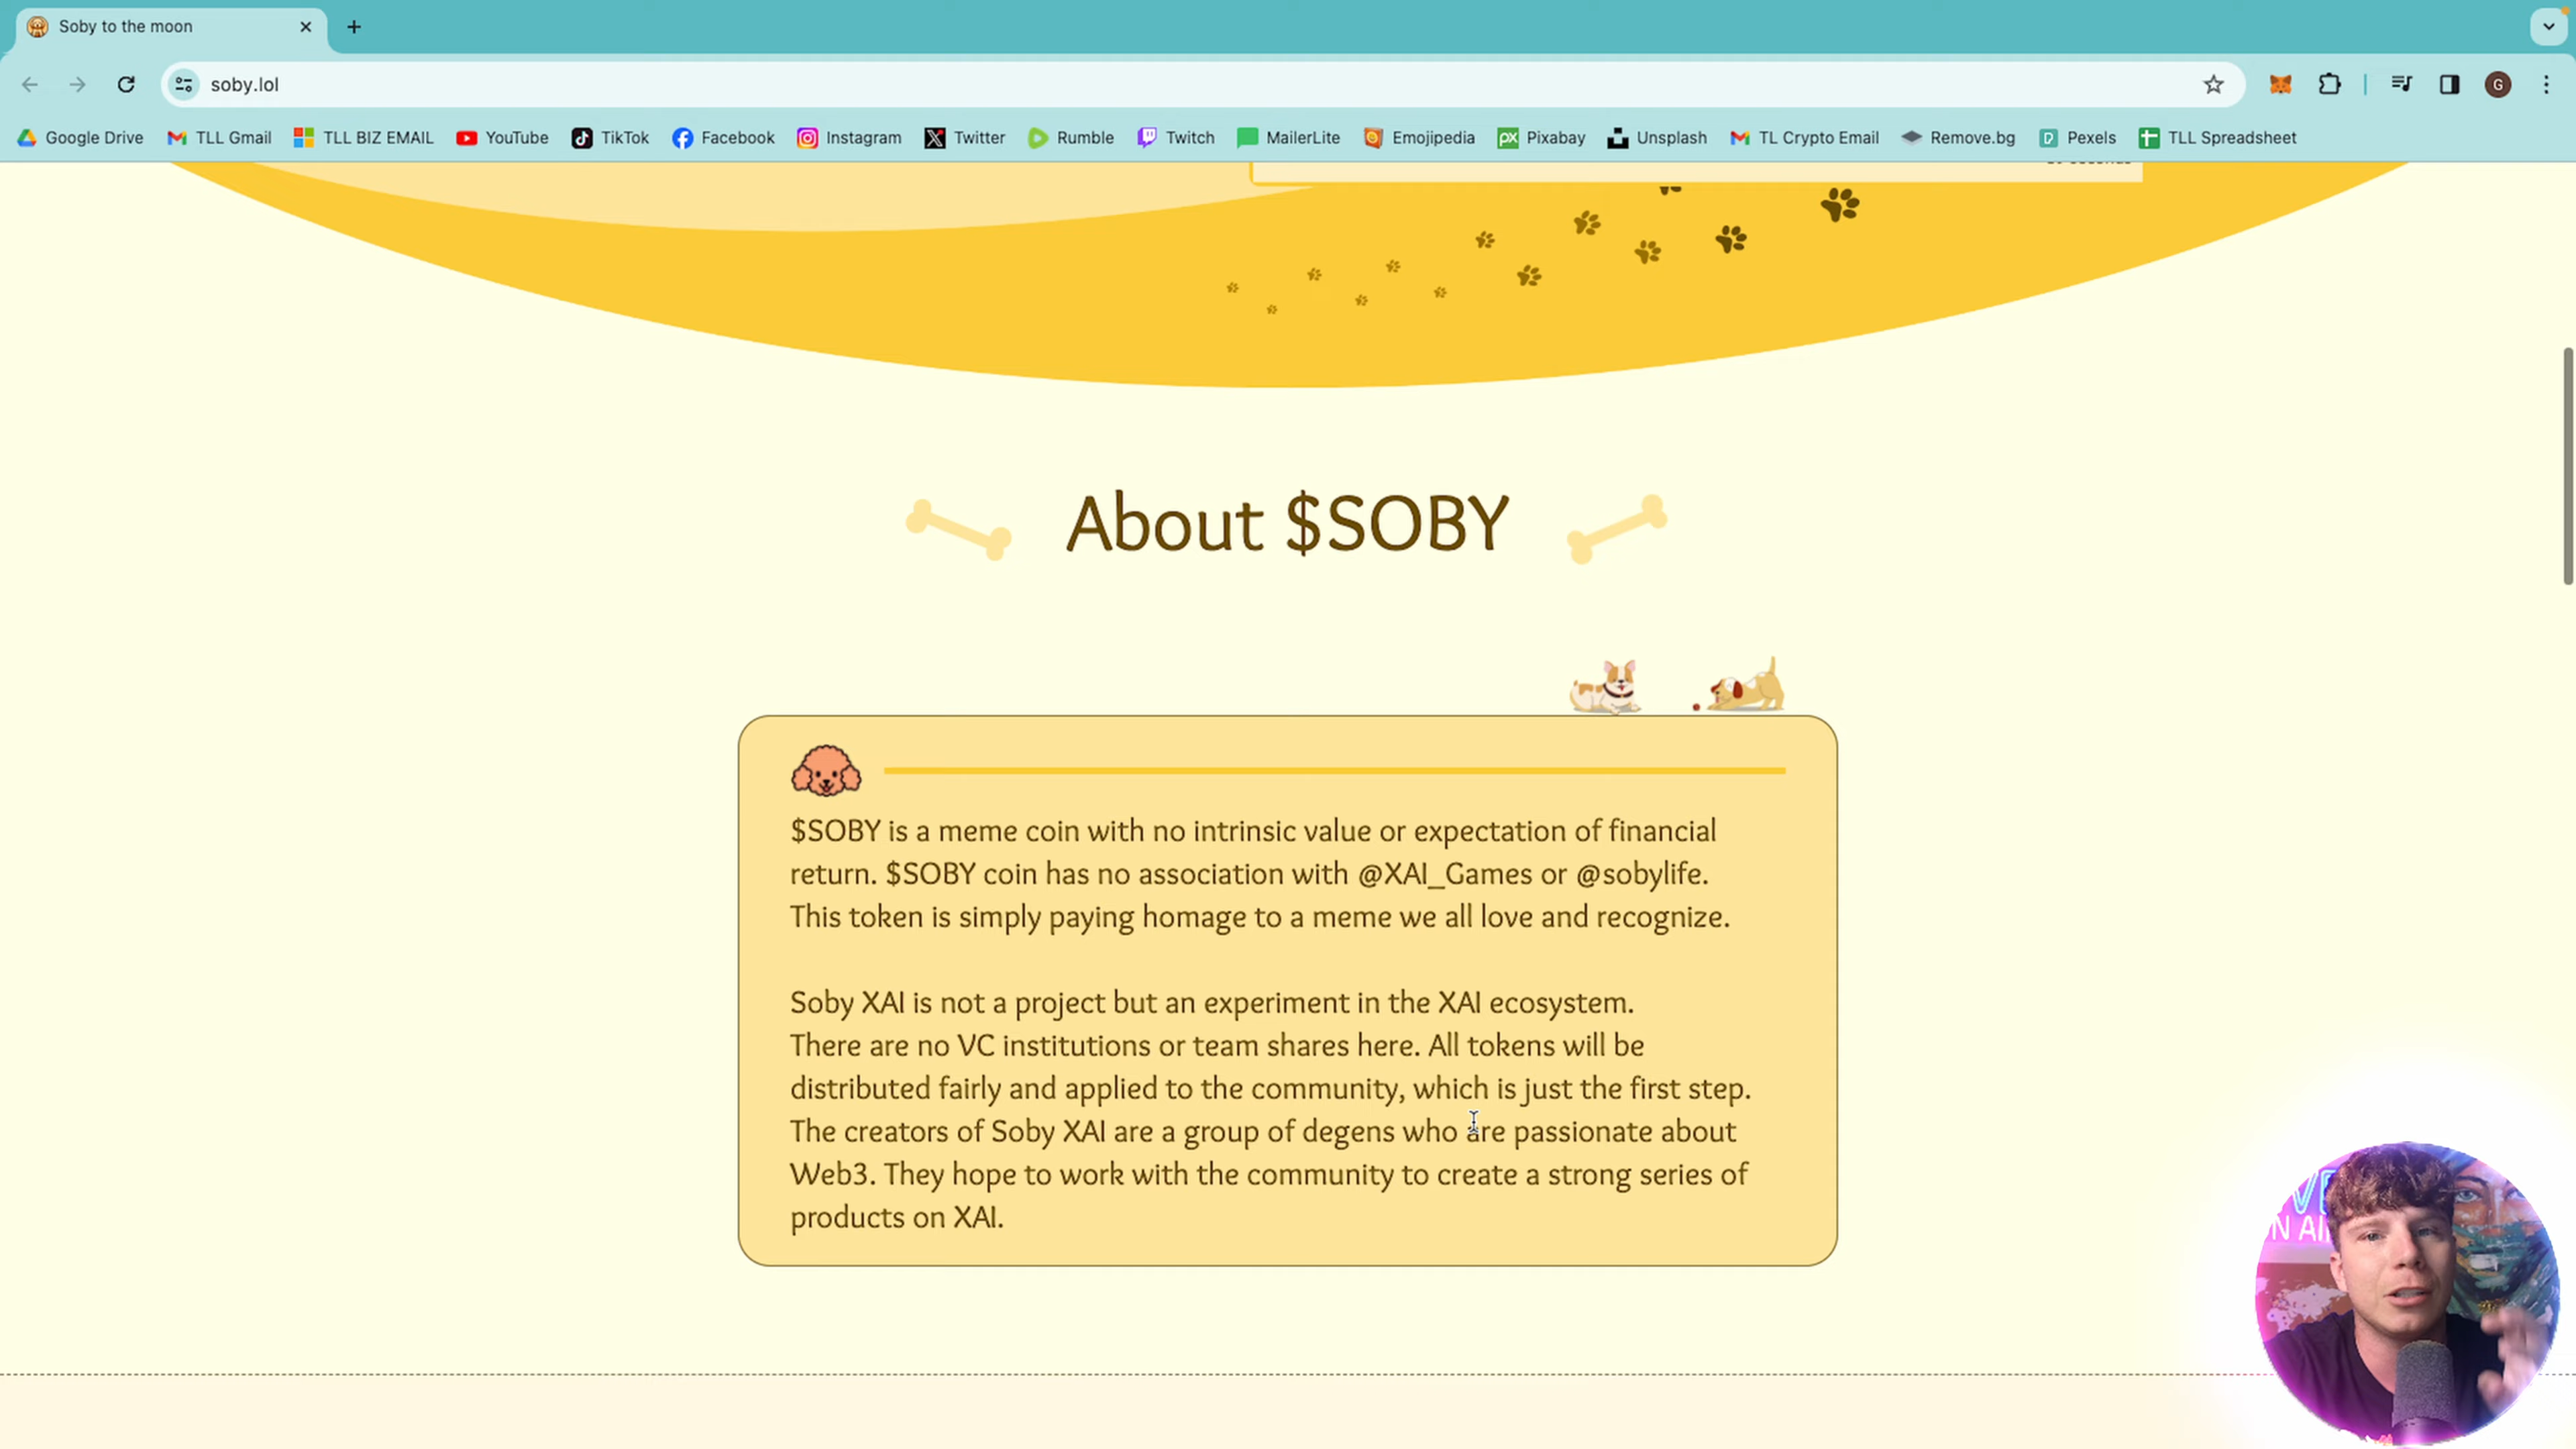 Soby to the moon
soby.lol
G
Google Drive TLL Gmail TLL BIZ EMAIL YouTube TikTok Facebook Instagram Twitter Rumble Twitch MailerLite Emojipedia px Pixabay Unsplash TL Crypto Email Remove.bg Pexels TLL Spreadsheet
About $SOBY
$SOBY is a meme coin with no intrinsic value or expectation of financial
return. $SOBY coin has no association with @XAI_Games or @sobylife.
This token is simply paying homage to a meme we all love and recognize.
Soby XAI is not a project but an experiment in the XAI ecosystem.
There are no VC institutions or team shares here. All tokens will be
distributed fairly and applied to the community, which is just the first step.
The creators of Soby XAI are a group of degens who are passionate about
Web3. They hope to work with the community to create a strong series of
products on XAI.